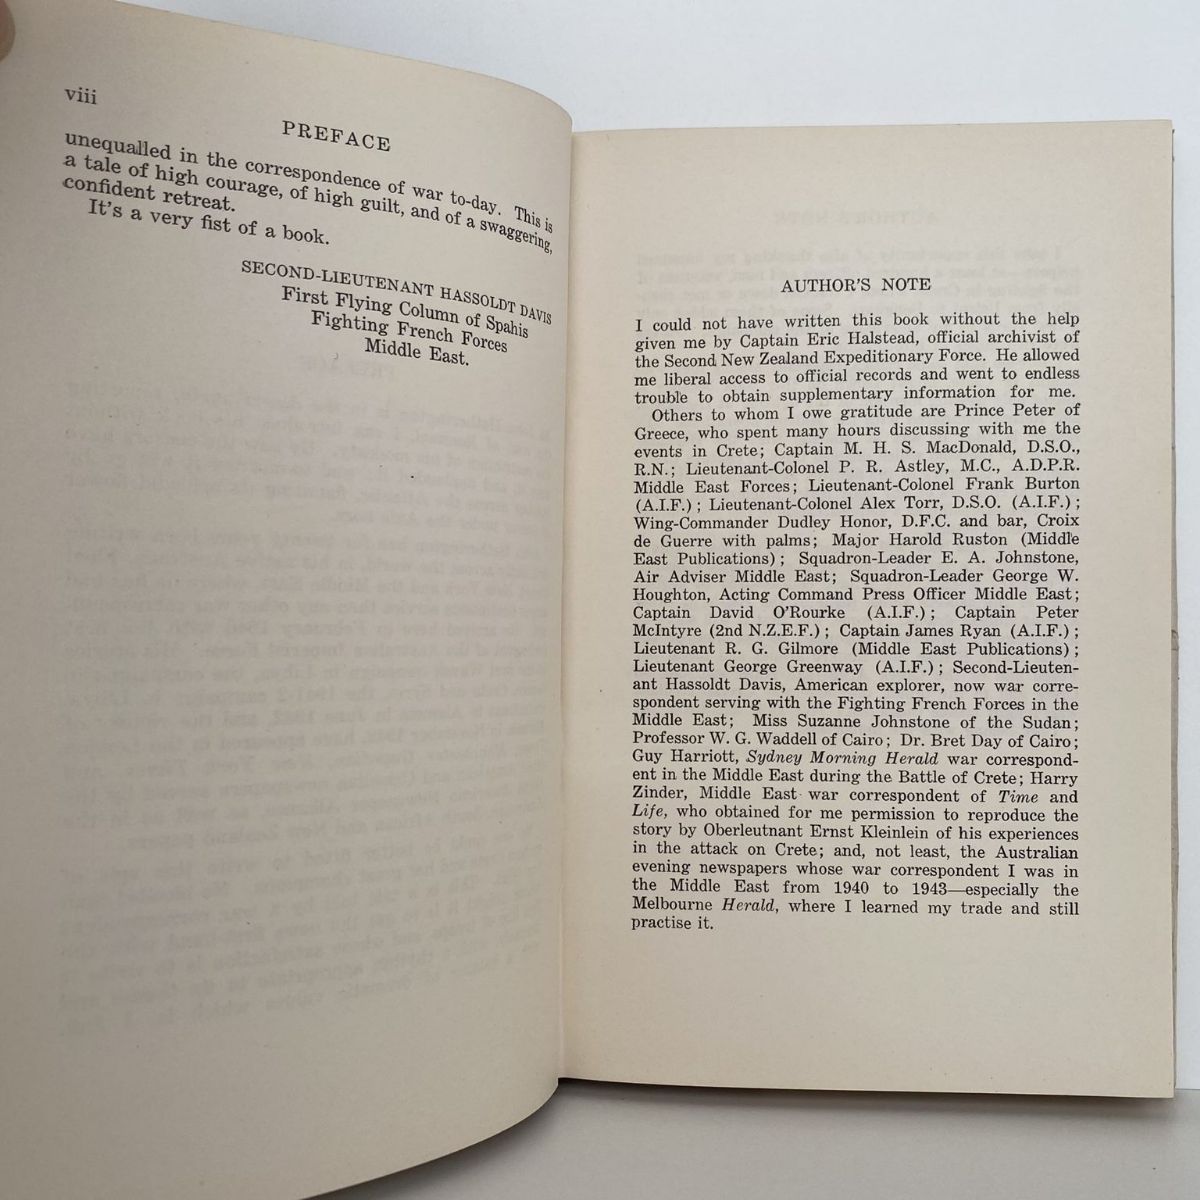 viii
PREFACE
unequalled in the correspondence of war to-day. This is
a tale of high courage, of high guilt, and of a swaggering,
confident retreat.
It's a very fist of a book.
SECOND-LIEUTENANT HASSOLDT DAVIS
First Flying Column of Spahis
Fighting French Forces
Middle East.
AUTHOR'S NOTE
I could not have written this book without the help
given me by Captain Eric Halstead, official archivist of
the Second New Zealand Expeditionary Force. He allowed
me liberal access to official records and went to endless
trouble to obtain supplementary information for me.
Others to whom I owe gratitude are Prince Peter of
Greece, who spent many hours discussing with me the
events in Crete; Captain M. H. S. MacDonald, D.S.O.,
R.N.; Lieutenant-Colonel P. R. Astley, M.C., A.D.P.R.
Middle East Forces; Lieutenant-Colonel Frank Burton
(A.I.F.); Lieutenant-Colonel Alex Torr, D.S.O. (A.I.F.);
Wing-Commander Dudley Honor, D.F.C. and bar, Croix
de Guerre with palms; Major Harold Ruston (Middle
East Publications); Squadron-Leader E. A. Johnstone,
Air Adviser Middle East; Squadron-Leader George W.
Houghton, Acting Command Press Officer Middle East;
Captain David O'Rourke (A.I.F.); Captain Peter
McIntyre (2nd N.Z.E.F.); Captain James Ryan (A.I.F.);
Lieutenant R. G. Gilmore (Middle East Publications);
Lieutenant George Greenway (A.I.F.); Second-Lieuten-
ant Hassoldt Davis, American explorer, now war corre-
spondent serving with the Fighting French Forces in the
Middle East; Miss Suzanne Johnstone of the Sudan;
Professor W. G. Waddell of Cairo; Dr. Bret Day of Cairo;
Guy Harriott, Sydney Morning Herald war correspond-
ent in the Middle East during the Battle of Crete; Harry
Zinder, Middle East war correspondent of Time and
Life, who obtained for me permission to reproduce the
story by Oberleutnant Ernst Kleinlein of his experiences
in the attack on Crete; and, not least, the Australian
evening newspapers whose war correspondent I was in
the Middle East from 1940 to 1943—especially the
Melbourne Herald, where I learned my trade and still
practise it.